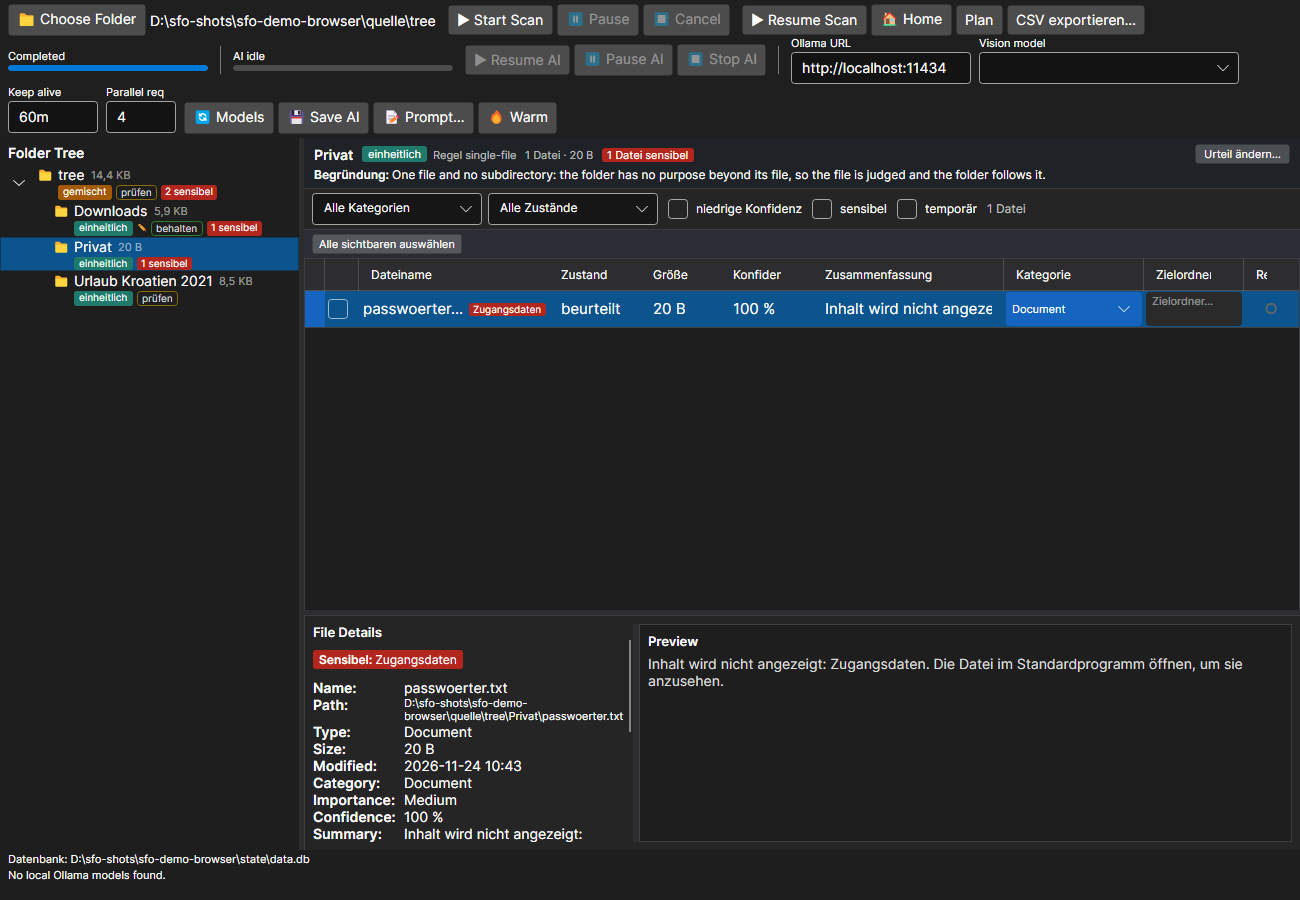 Choose Folder D:\sfo-shots\sfo-demo-browser\quelle\tree Start Scan Pause Cancel Resume Scan Home Plan CSV exportieren...
Completed AI idle Resume AI Pause AI Stop AI Ollama URL Vision model
http://localhost:11434
Keep alive Parallel req
60m 4 Models Save AI Prompt... Warm
Folder Tree
tree 14,4 KB
gemischt prüfen 2 sensibel
Downloads 5,9 KB
einheitlich behalten 1 sensibel
Privat 20 B
einheitlich 1 sensibel
Urlaub Kroatien 2021 8,5 KB
einheitlich prüfen
Privat einheitlich Regel single-file 1 Datei · 20 B 1 Datei sensibel Urteil ändern...
Begründung: One file and no subdirectory: the folder has no purpose beyond its file, so the file is judged and the folder follows it.
Alle Kategorien Alle Zustände niedrige Konfidenz sensibel temporär 1 Datei
Alle sichtbaren auswählen
Dateiname Zustand Größe Konfider Zusammenfassung Kategorie Zielordner Re
passwoerter... Zugangsdaten beurteilt 20 B 100 % Inhalt wird nicht angeze Document Zielordner...
File Details
Sensibel: Zugangsdaten
Name: passwoerter.txt
Path: D:\sfo-shots\sfo-demo-
browser\quelle\tree\Privat\passwoerter.txt
Type: Document
Size: 20 B
Modified: 2026-11-24 10:43
Category: Document
Importance: Medium
Confidence: 100 %
Summary: Inhalt wird nicht angezeigt:
Preview
Inhalt wird nicht angezeigt: Zugangsdaten. Die Datei im Standardprogramm öffnen, um sie
anzusehen.
Datenbank: D:\sfo-shots\sfo-demo-browser\state\data.db
No local Ollama models found.